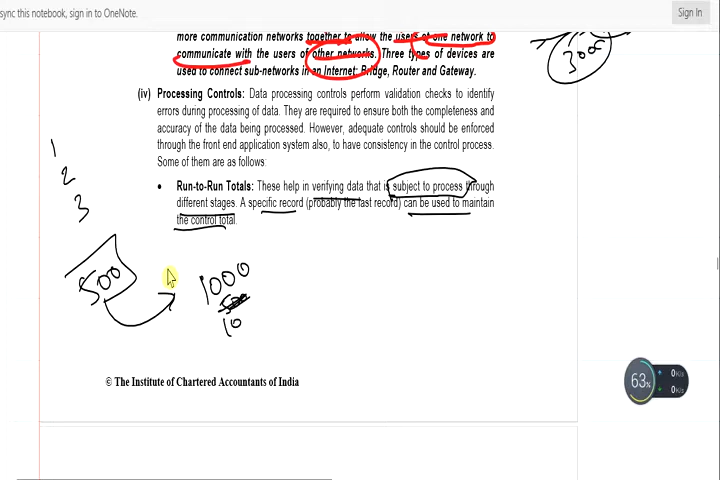 sync this notebook, sign in to OneNote.
Sign In
more communication networks together to allow the users of one network to
communicate with the users of other networks. Three types of devices are
used to connect sub-networks in an Internet: Bridge, Router and Gateway.
300
(iv) Processing Controls: Data processing controls perform validation checks to identify
errors during processing of data. They are required to ensure both the completeness and
accuracy of the data being processed. However, adequate controls should be enforced
through the front end application system also, to have consistency in the control process.
Some of them are as follows:
• Run-to-Run Totals: These help in verifying data that is subject to process through
different stages. A specific record (probably the last record) can be used to maintain
the control total.
1
2
3
500
1000
500
10
© The Institute of Chartered Accountants of India
63%
+ 0K/s
+ 0K/s